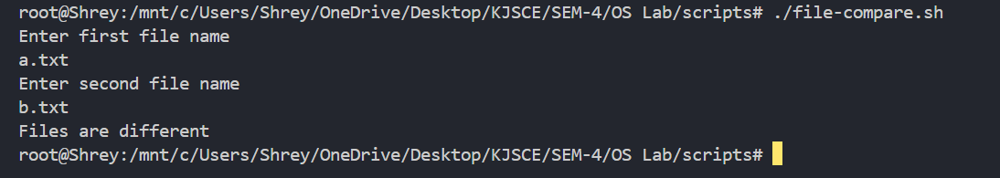 root@Shrey:/mnt/c/Users/Shrey/OneDrive/Desktop/KJSCE/SEM-4/OS Lab/scripts# ./file-compare.sh
Enter first file name
a.txt
Enter second file name
b.txt
Files are different
root@Shrey:/mnt/c/Users/Shrey/OneDrive/Desktop/KJSCE/SEM-4/OS Lab/scripts#